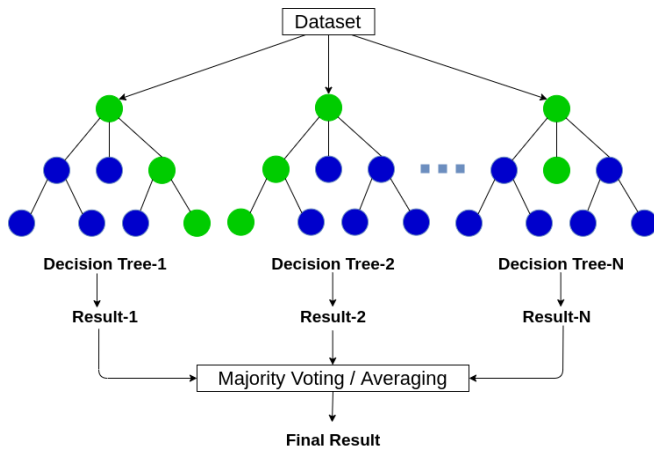 Dataset
Decision Tree-1
Decision Tree-2
Decision Tree-N
Result-1
Result-2
Result-N
Majority Voting / Averaging
Final Result